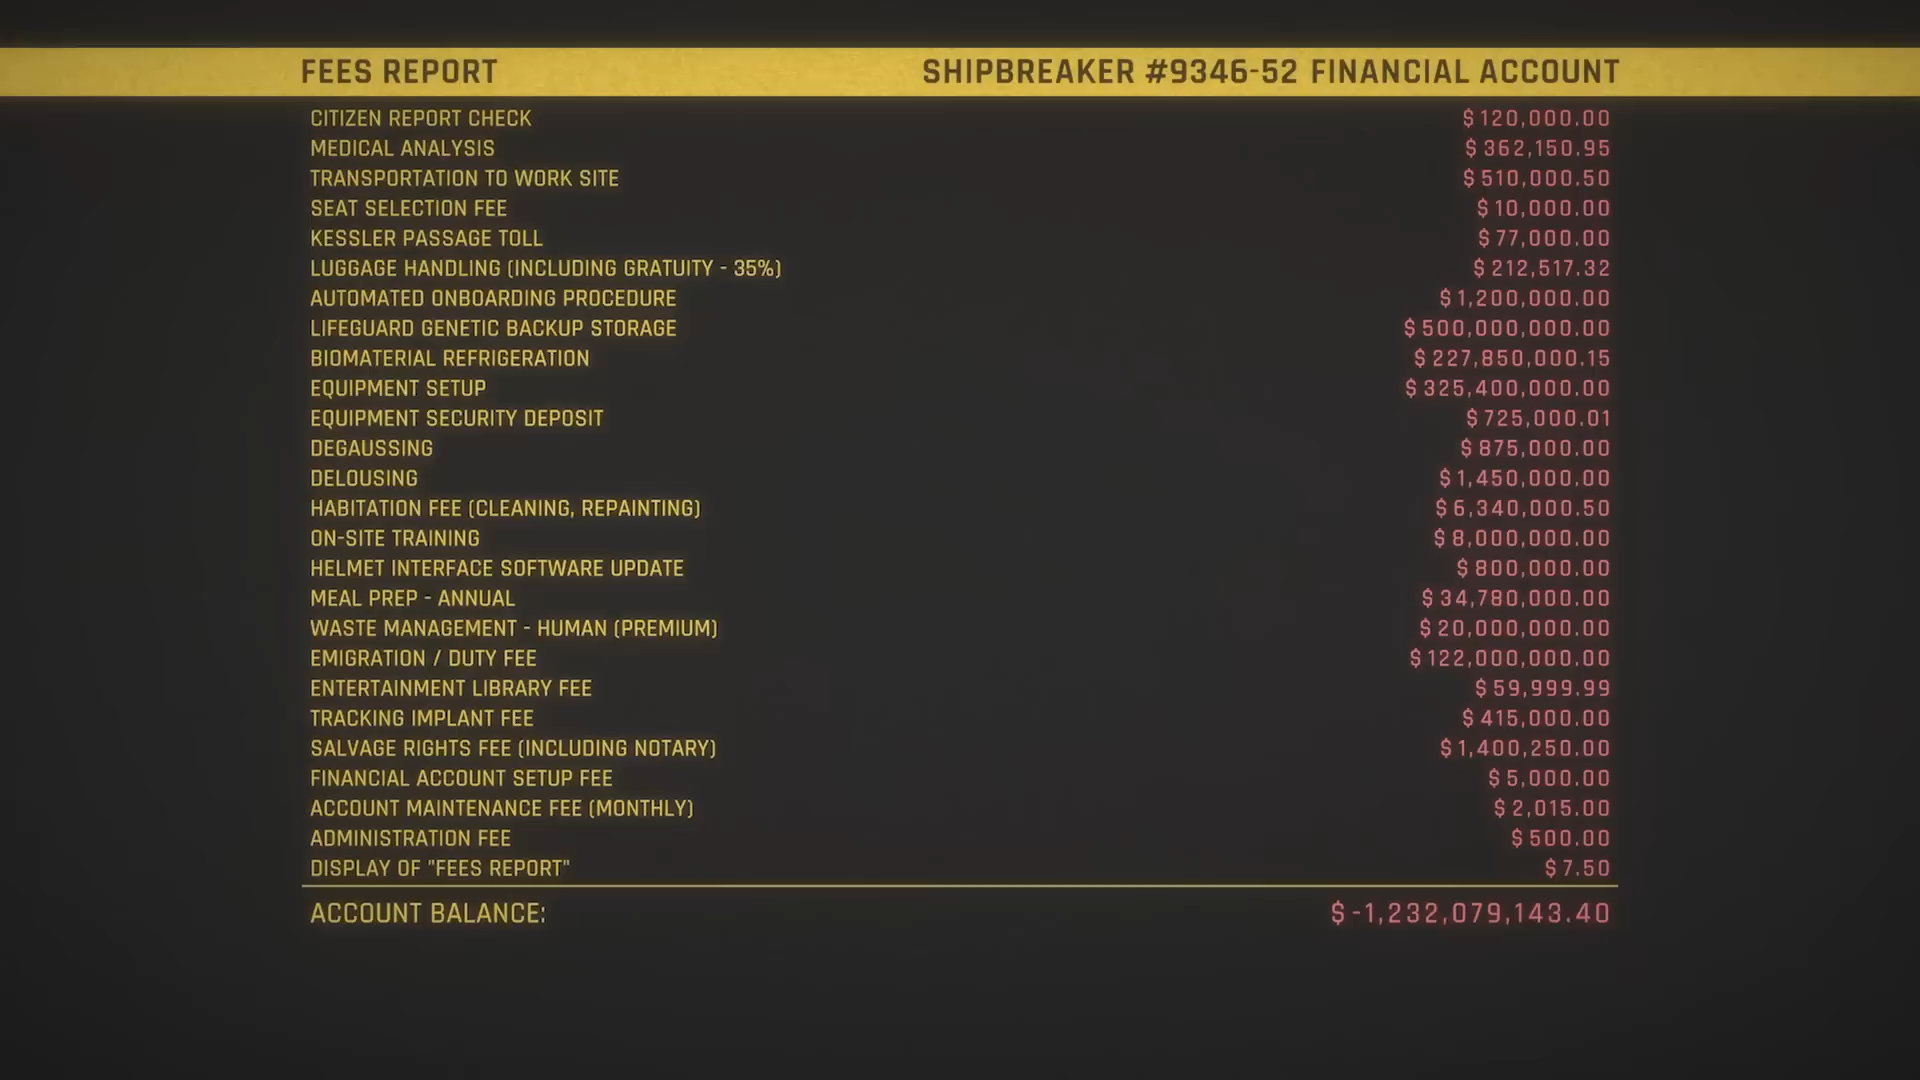 FEES REPORT SHIPBREAKER #9346-52 FINANCIAL ACCOUNT
CITIZEN REPORT CHECK $120,000.00
MEDICAL ANALYSIS $362,150.95
TRANSPORTATION TO WORK SITE $510,000.50
SEAT SELECTION FEE $10,000.00
KESSLER PASSAGE TOLL $77,000.00
LUGGAGE HANDLING (INCLUDING GRATUITY - 35%) $212,517.32
AUTOMATED ONBOARDING PROCEDURE $1,200,000.00
LIFEGUARD GENETIC BACKUP STORAGE $500,000,000.00
BIOMATERIAL REFRIGERATION $227,850,000.15
EQUIPMENT SETUP $325,400,000.00
EQUIPMENT SECURITY DEPOSIT $725,000.01
DEGAUSSING $875,000.00
DELOUSING $1,450,000.00
HABITATION FEE (CLEANING, REPAINTING) $6,340,000.50
ON-SITE TRAINING $8,000,000.00
HELMET INTERFACE SOFTWARE UPDATE $800,000.00
MEAL PREP - ANNUAL $34,780,000.00
WASTE MANAGEMENT - HUMAN (PREMIUM) $20,000,000.00
EMIGRATION / DUTY FEE $122,000,000.00
ENTERTAINMENT LIBRARY FEE $59,999.99
TRACKING IMPLANT FEE $415,000.00
SALVAGE RIGHTS FEE (INCLUDING NOTARY) $1,400,250.00
FINANCIAL ACCOUNT SETUP FEE $5,000.00
ACCOUNT MAINTENANCE FEE (MONTHLY) $2,015.00
ADMINISTRATION FEE $500.00
DISPLAY OF "FEES REPORT" $7.50
ACCOUNT BALANCE: $-1,232,079,143.40